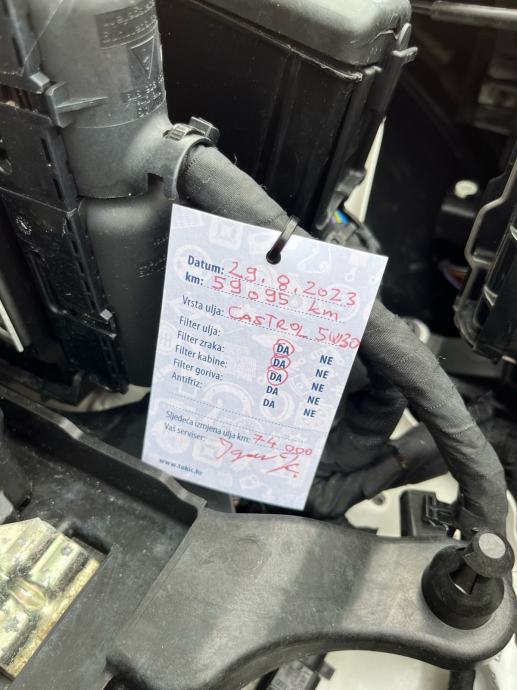 Datum: 29.8.2023
km: 59095 km
Vrsta ulja: CASTROL 5W30
Filter ulja: DA NE
Filter zraka: DA NE
Filter kabine: DA NE
Filter goriva: DA NE
Antifriz: DA NE
Sljedeća izmjena ulja km: 74 000
Vaš serviser:
www.tokic.hr